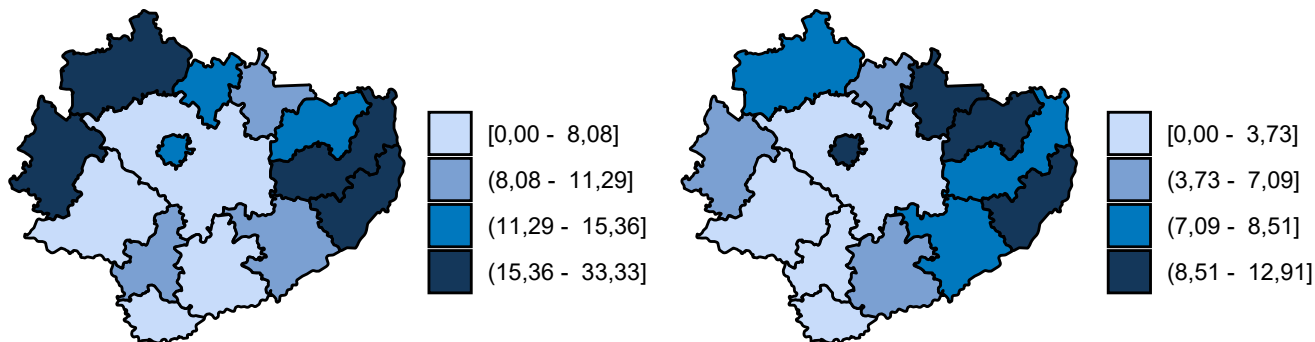 [0,00 - 8,08]
(8,08 - 11,29]
(11,29 - 15,36]
(15,36 - 33,33]
[0,00 - 3,73]
(3,73 - 7,09]
(7,09 - 8,51]
(8,51 - 12,91]